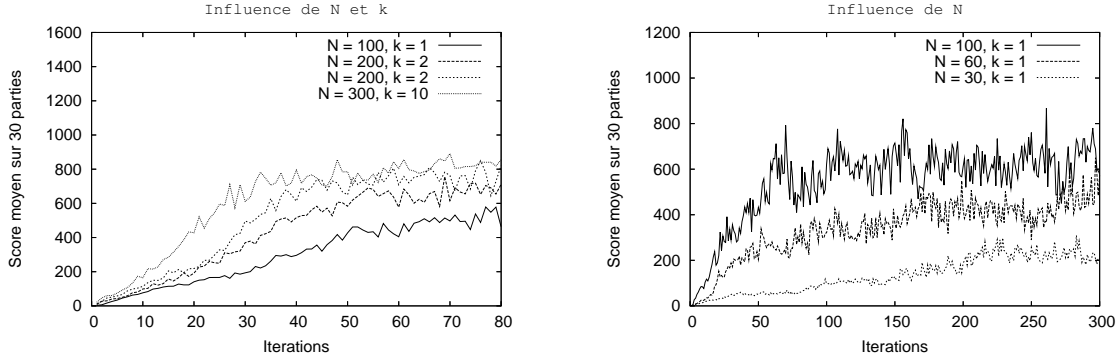 Influence de N et k
1600
1400
1200
1000
800
600
400
200
0
0 10 20 30 40 50 60 70 80
Score moyen sur 30 parties
Iterations
N = 100, k = 1
N = 200, k = 2
N = 200, k = 2
N = 300, k = 10
Influence de N
1200
1000
800
600
400
200
0
0 50 100 150 200 250 300
Score moyen sur 30 parties
Iterations
N = 100, k = 1
N = 60, k = 1
N = 30, k = 1